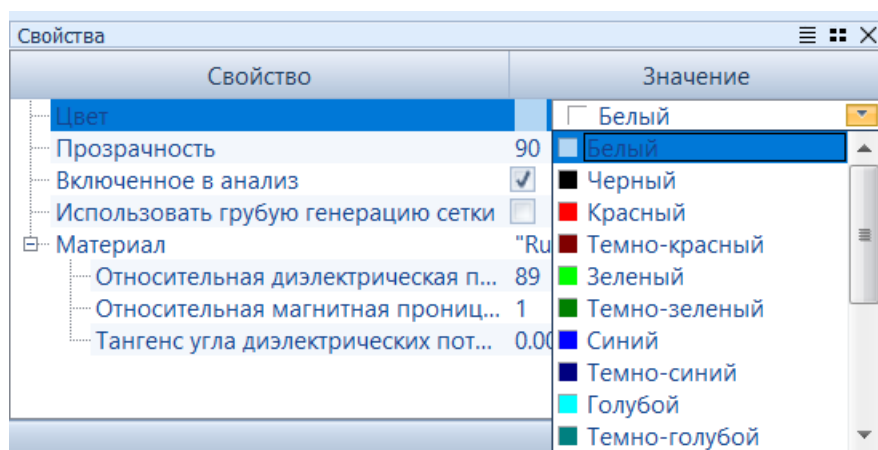 Свойства
Свойство Значение
Цвет Белый
Прозрачность 90 Белый
Включенное в анализ Черный
Использовать грубую генерацию сетки Красный
Материал "Ru Темно-красный
Относительная диэлектрическая п... 89 Зеленый
Относительная магнитная прониц... 1 Темно-зеленый
Тангенс угла диэлектрических пот... 0.00 Синий
Темно-синий
Голубой
Темно-голубой